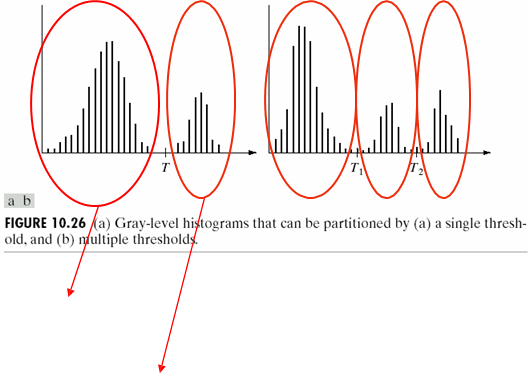 T
T1
T2
a b
FIGURE 10.26 (a) Gray-level histograms that can be partitioned by (a) a single thresh-
old, and (b) multiple thresholds.